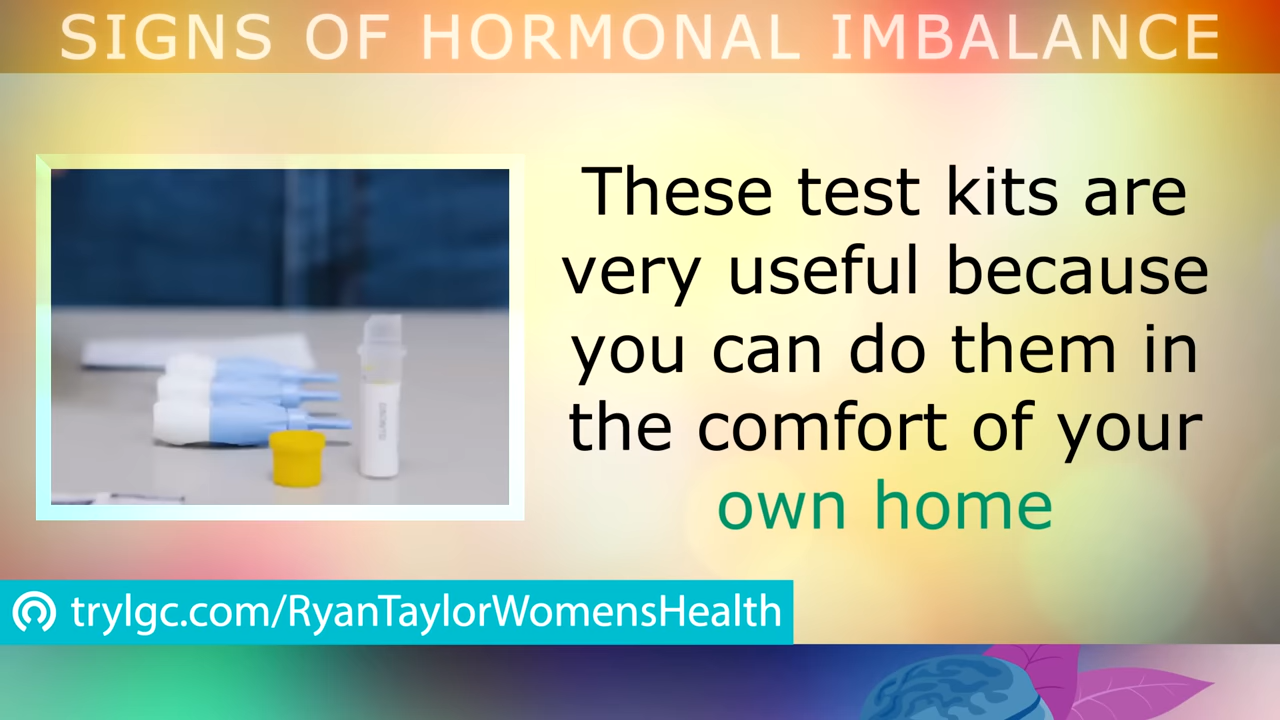 SIGNS OF HORMONAL IMBALANCE
These test kits are
very useful because
you can do them in
the comfort of your
own home
trylgc.com/RyanTaylorWomensHealth